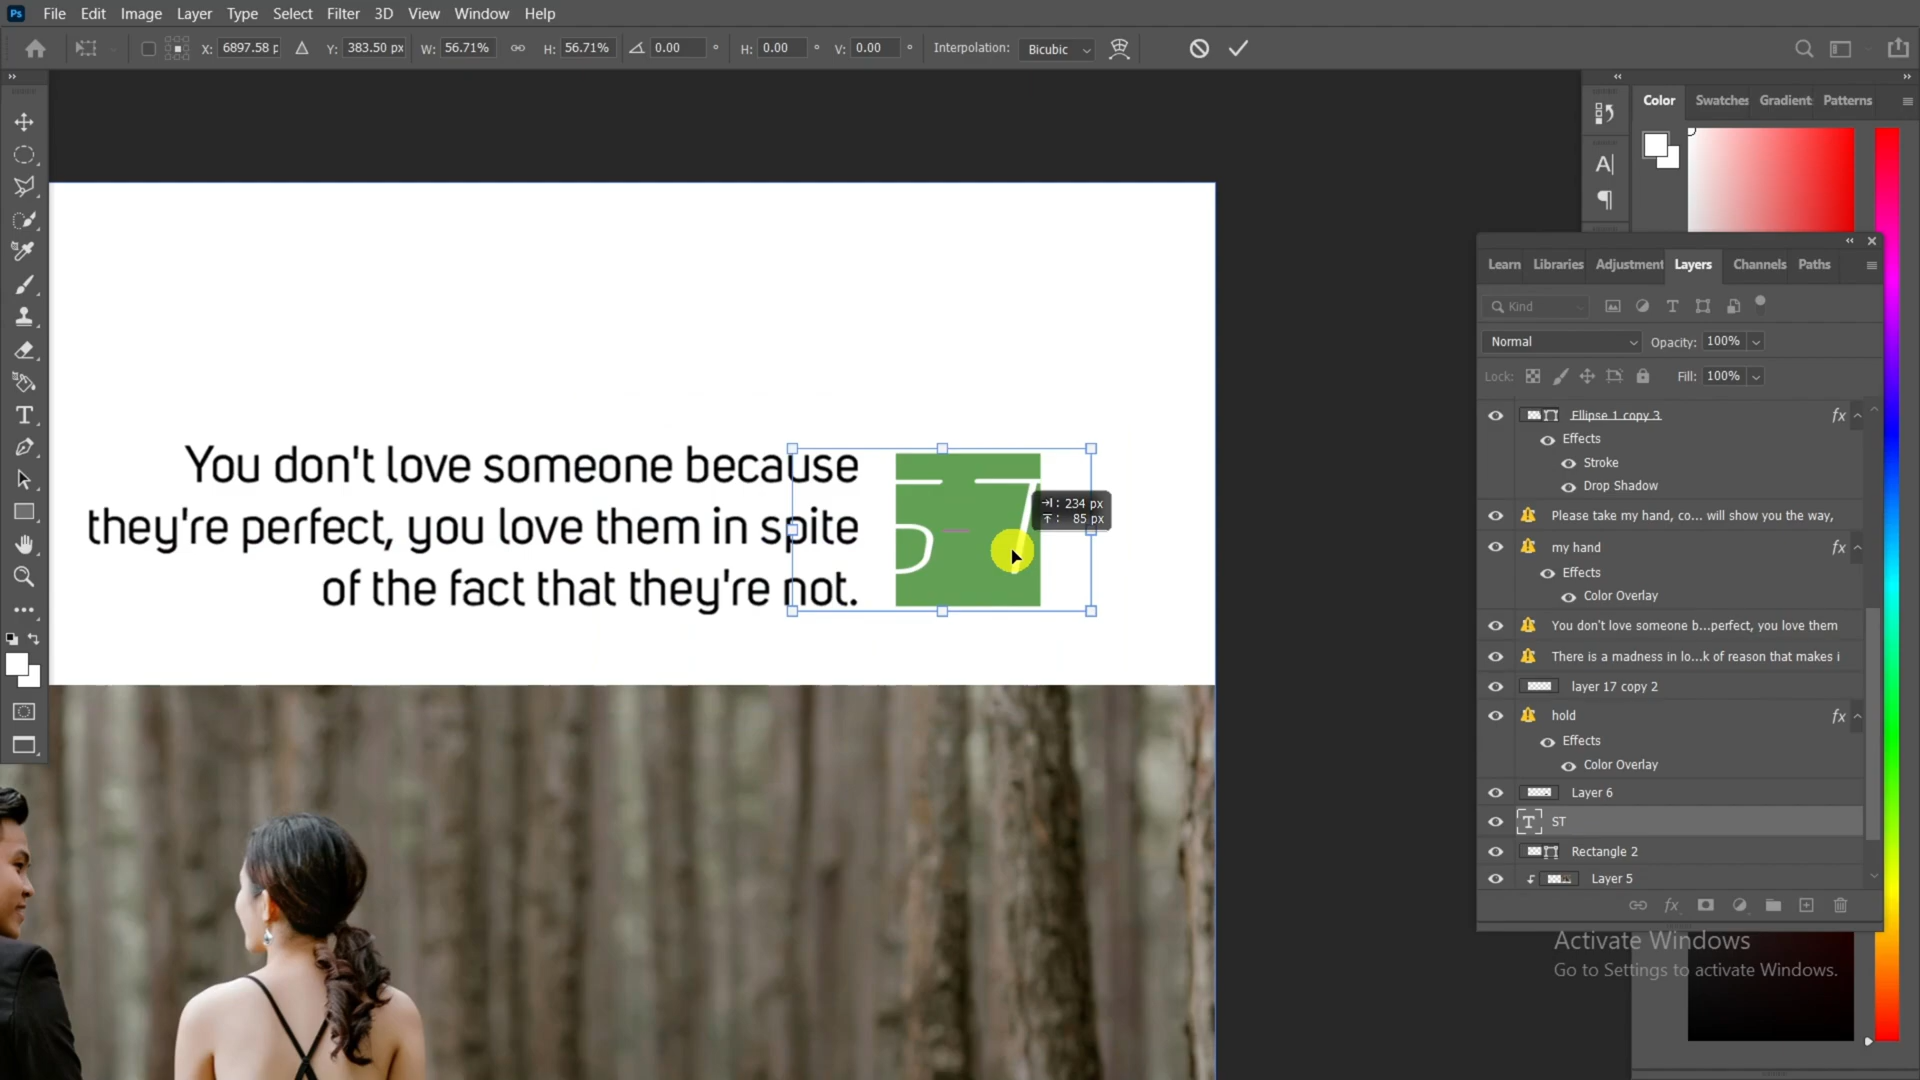 Ps File Edit Image Layer Type Select Filter 3D View Window Help
X: 6897.58 p Y: 383.50 px W: 56.71% H: 56.71% 0.00 ° H: 0.00 ° V: 0.00 ° Interpolation: Bicubic
Color Swatches Gradient Patterns
Learn Libraries Adjustment Layers Channels Paths
Kind
Normal Opacity: 100%
Lock: Fill: 100%
Ellipse 1 copy 3 fx
Effects
Stroke
Drop Shadow
Please take my hand, co... will show you the way,
my hand fx
Effects
Color Overlay
You don't love someone b...perfect, you love them
There is a madness in lo...k of reason that makes i
layer 17 copy 2
hold fx
Effects
Color Overlay
Layer 6
T ST
Rectangle 2
Layer 5
You don't love someone because
they're perfect, you love them in spite
of the fact that they're not.
234 px
85 px
Activate Windows
Go to Settings to activate Windows.